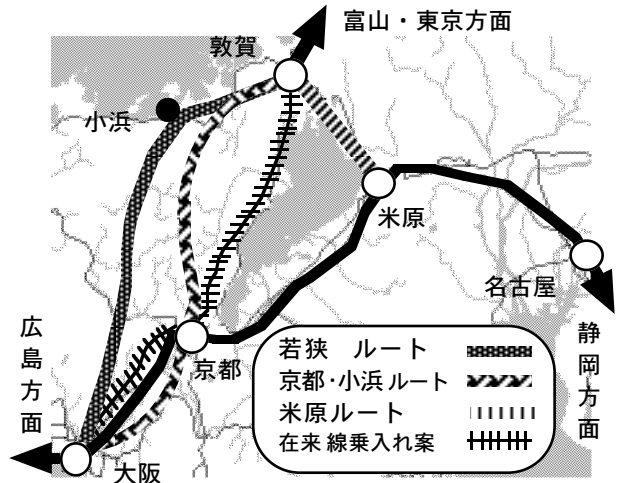 富山・東京方面
敦賀
小浜
米原
名古屋
広島方面
静岡方面
京都
大阪
若狭 ルート
京都・小浜ルート
米原ルート
在来線乗入れ案